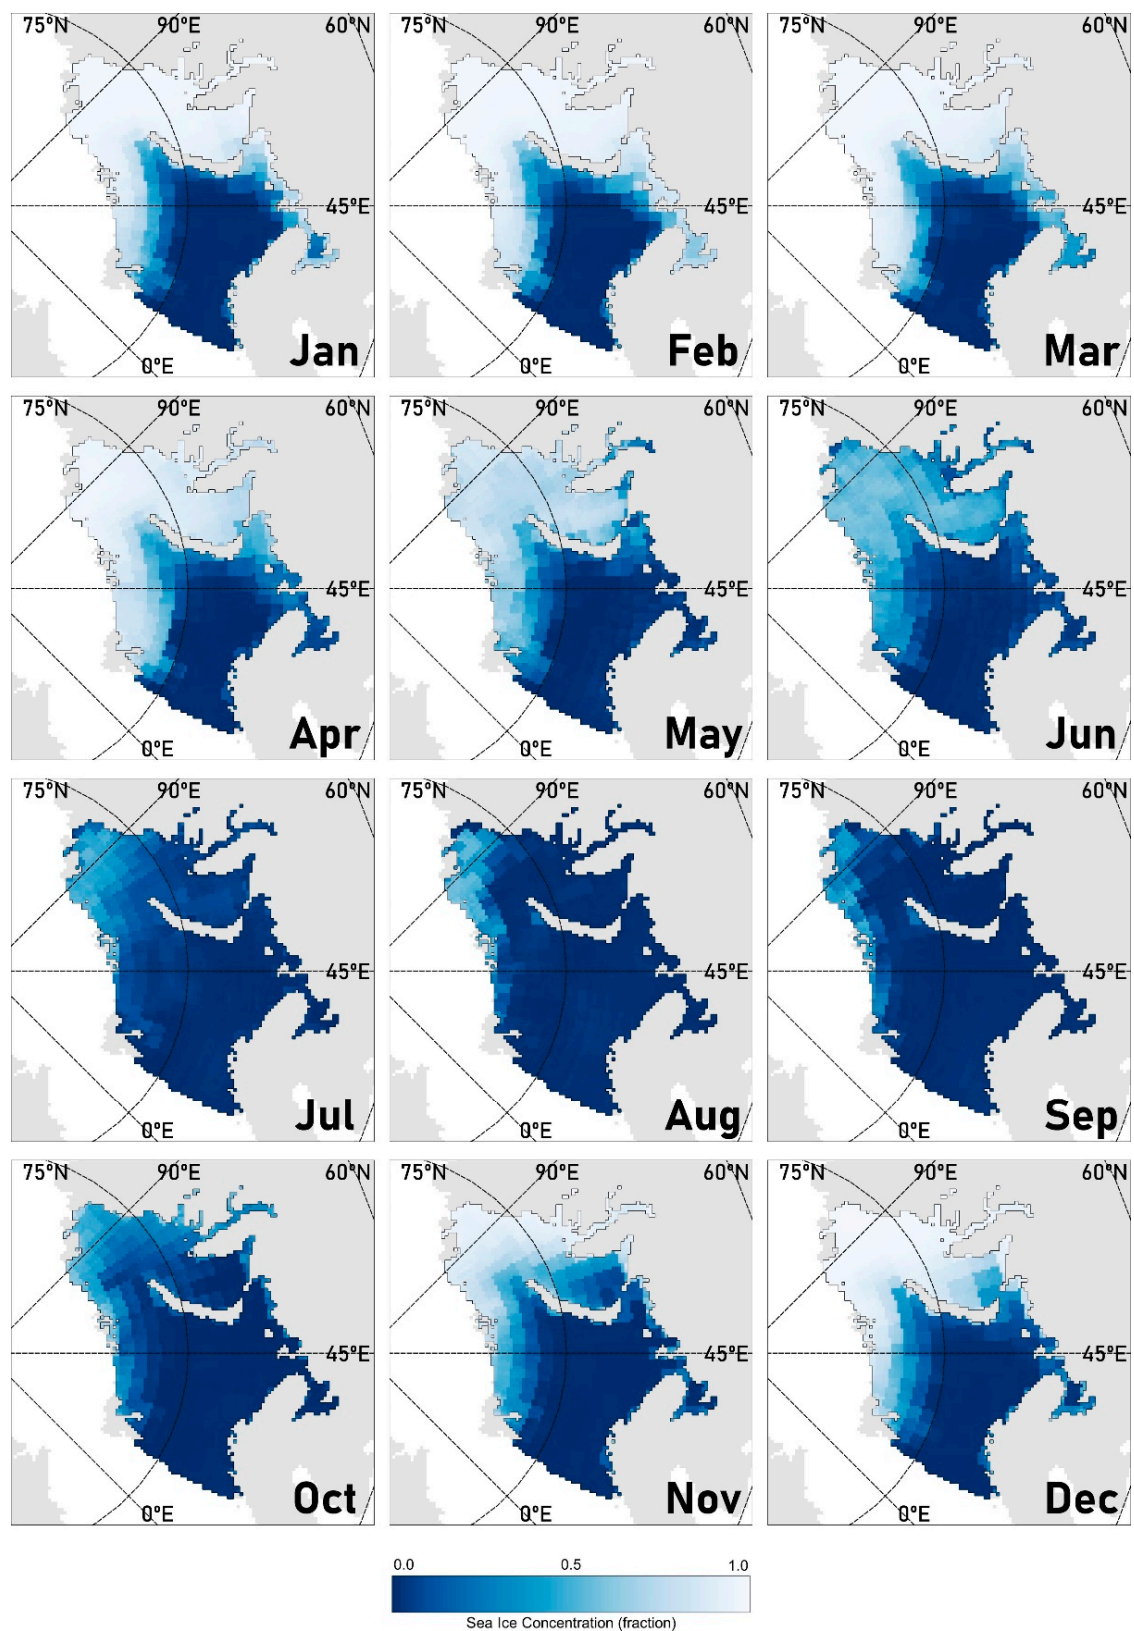 75°N 90°E 60°N 75°N 90°E 60°N 75°N 90°E 60°N
45°E 45°E 45°E
Jan Feb Mar
0°E 0°E 0°E
75°N 90°E 60°N 75°N 90°E 60°N 75°N 90°E 60°N
45°E 45°E 45°E
Apr May Jun
0°E 0°E 0°E
75°N 90°E 60°N 75°N 90°E 60°N 75°N 90°E 60°N
45°E 45°E 45°E
Jul Aug Sep
0°E 0°E 0°E
75°N 90°E 60°N 75°N 90°E 60°N 75°N 90°E 60°N
45°E 45°E 45°E
Oct Nov Dec
0°E 0°E 0°E
0.0 0.5 1.0
Sea Ice Concentration (fraction)